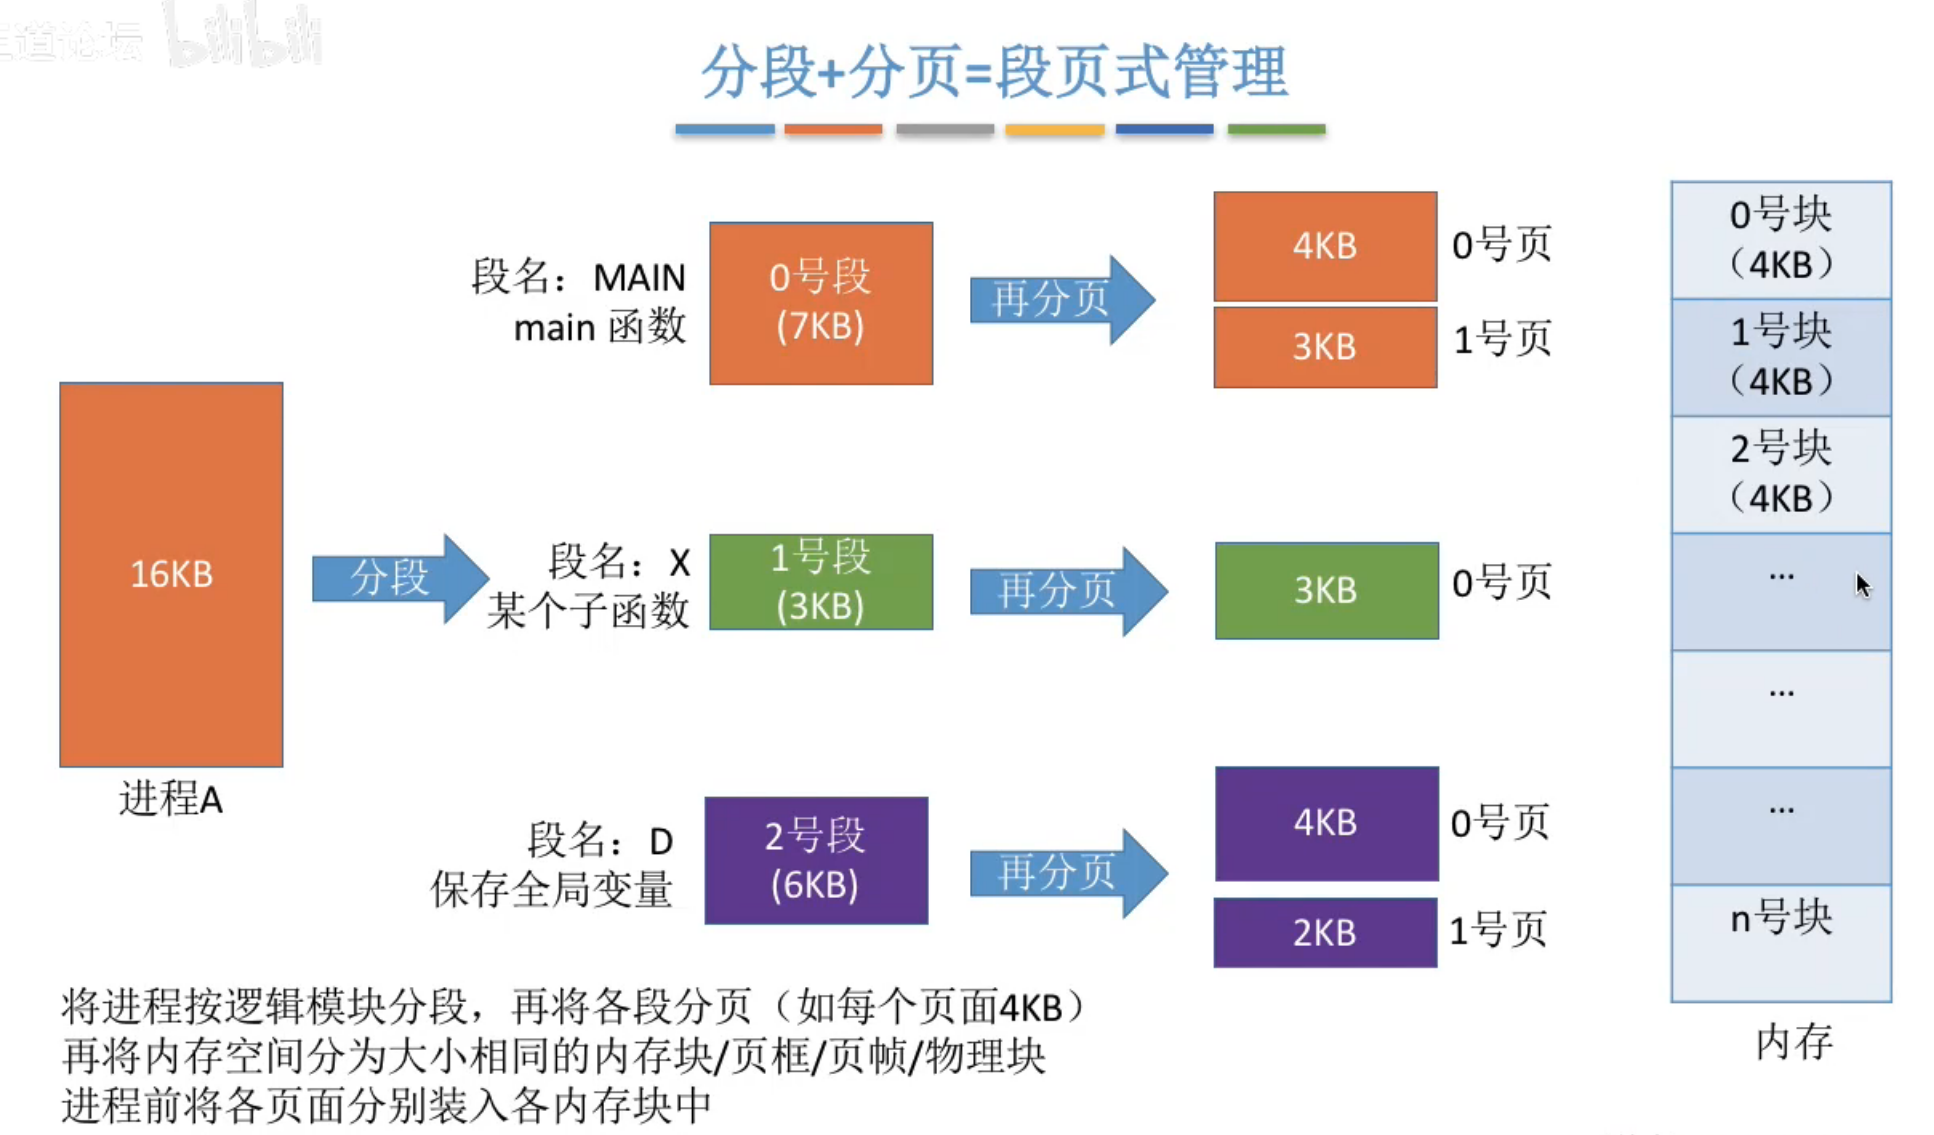 王道论坛 bilibili
分段+分页=段页式管理
段名：MAIN
main 函数
0号段
(7KB)
再分页
4KB
0号页
3KB
1号页
16KB
进程A
分段
段名：X
某个子函数
1号段
(3KB)
再分页
3KB
0号页
段名：D
保存全局变量
2号段
(6KB)
再分页
4KB
0号页
2KB
1号页
0号块
（4KB）
1号块
（4KB）
2号块
（4KB）
...
...
...
n号块
内存
将进程按逻辑模块分段，再将各段分页（如每个页面4KB）
再将内存空间分为大小相同的内存块/页框/页帧/物理块
进程前将各页面分别装入各内存块中